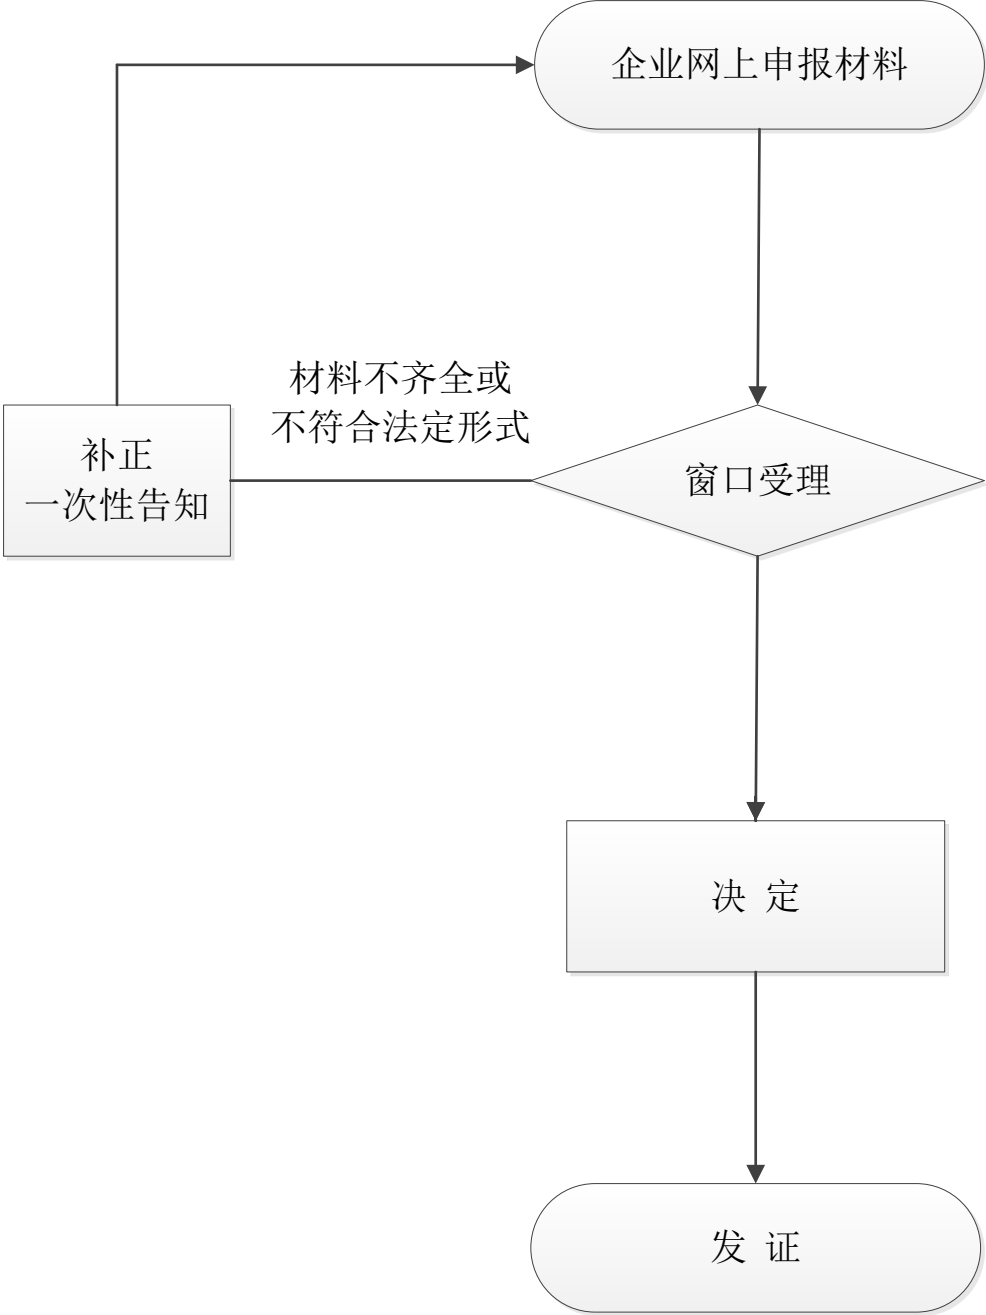 企业网上申报材料
材料不齐全或
不符合法定形式
补正
一次性告知
窗口受理
决 定
发 证